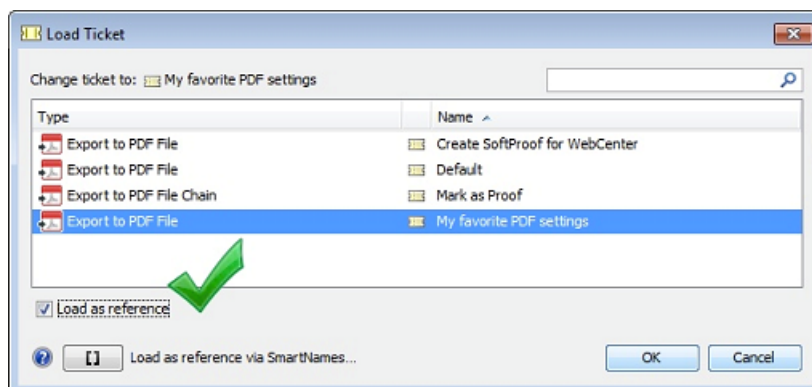 Load Ticket
Change ticket to: My favorite PDF settings
Type Name
Export to PDF File Create SoftProof for WebCenter
Export to PDF File Default
Export to PDF File Chain Mark as Proof
Export to PDF File My favorite PDF settings
Load as reference
[ ] Load as reference via SmartNames...
OK Cancel